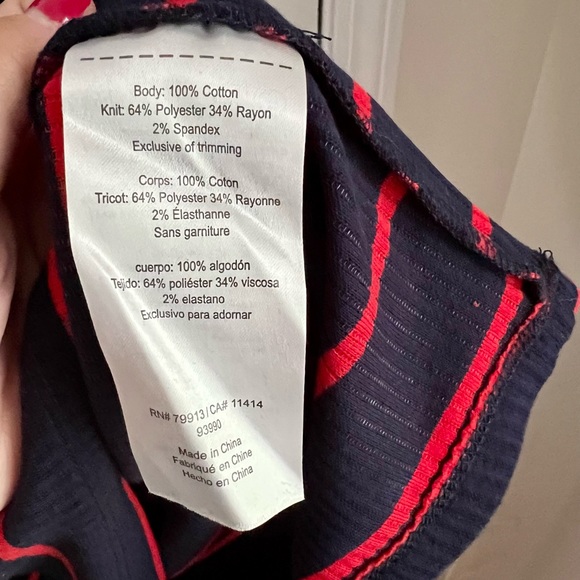 Body: 100% Cotton
Knit: 64% Polyester 34% Rayon
2% Spandex
Exclusive of trimming
Corps: 100% Coton
Tricot: 64% Polyester 34% Rayonne
2% Élasthanne
Sans garniture
cuerpo: 100% algodón
Tejido: 64% poliéster 34% viscosa
2% elastano
Exclusivo para adornar
RN# 79913 / CA# 11414
93990
Made in China
Fabriqué en Chine
Hecho en China